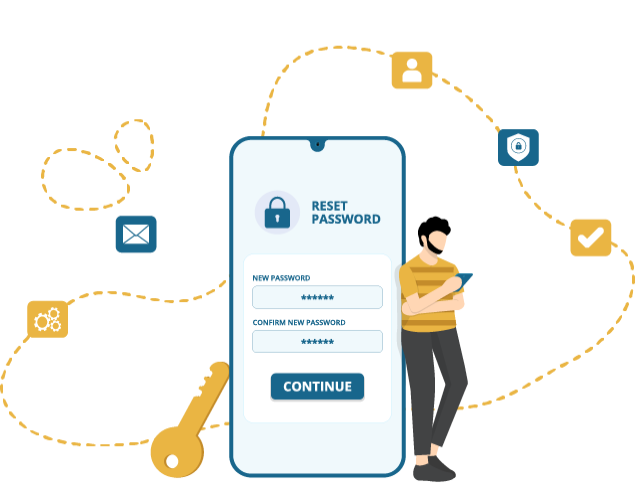 RESET
PASSWORD
NEW PASSWORD
******
CONFIRM NEW PASSWORD
******
CONTINUE